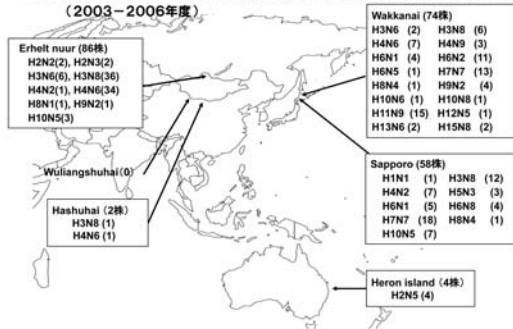 (2003-2006年度)
Erhelt nuur (86株)
H2N2(2), H2N3(2)
H3N6(6), H3N8(36)
H4N2(1), H4N6(34)
H8N1(1), H9N2(1)
H10N5(3)
Wuliangshuhai(0)
Hashuhai (2株)
H3N8 (1)
H4N6 (1)
Wakkanai (74株)
H3N6 (2) H3N8 (6)
H4N6 (7) H4N9 (3)
H6N1 (4) H6N2 (11)
H6N5 (1) H7N7 (13)
H8N4 (1) H9N2 (4)
H10N6 (1) H10N8 (1)
H11N9 (15) H12N5 (1)
H13N6 (2) H15N8 (2)
Sapporo (58株)
H1N1 (1) H3N8 (12)
H4N2 (7) H5N3 (3)
H6N1 (5) H6N8 (4)
H7N7 (18) H8N4 (1)
H10N5 (7)
Heron island (4株)
H2N5 (4)